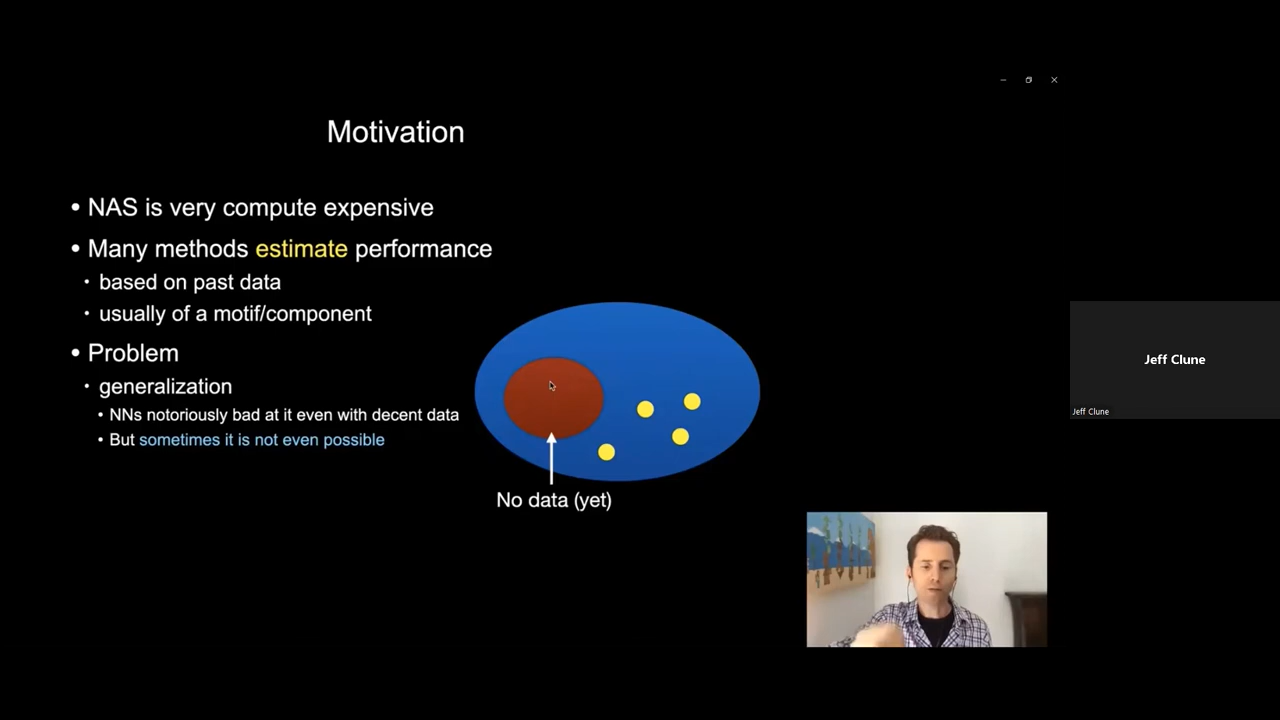 Motivation
• NAS is very compute expensive
• Many methods estimate performance
• based on past data
• usually of a motif/component
• Problem
• generalization
• NNs notoriously bad at it even with decent data
• But sometimes it is not even possible
No data (yet)
Jeff Clune
Jeff Clune